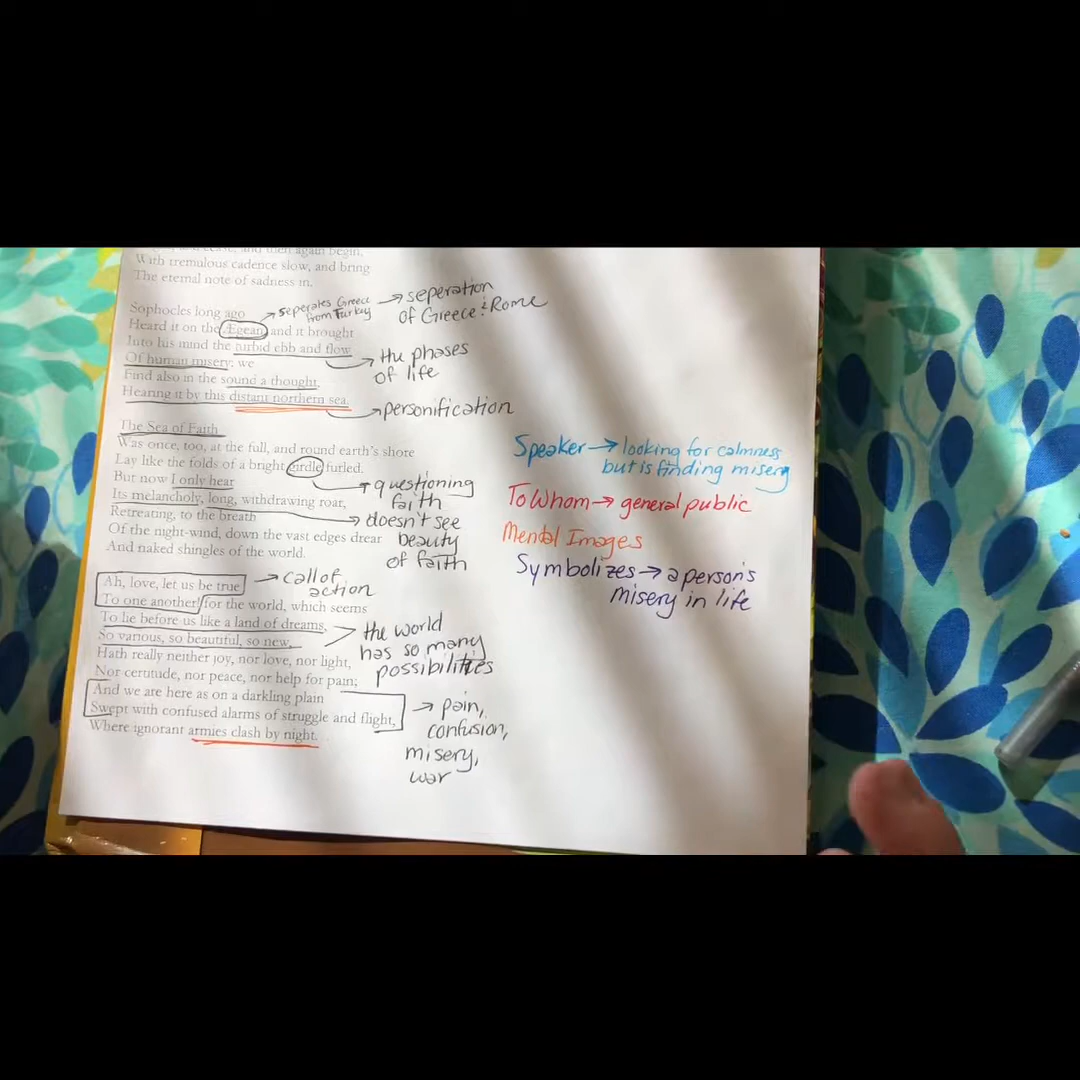 and then again begin,
With tremulous cadence slow, and bring
The eternal note of sadness in.
Sophocles long ago
Heard it on the Ægean, and it brought
Into his mind the turbid ebb and flow
Of human misery; we
Find also in the sound a thought,
Hearing it by this distant northern sea.
The Sea of Faith
Was once, too, at the full, and round earth's shore
Lay like the folds of a bright girdle furled.
But now I only hear
Its melancholy, long, withdrawing roar,
Retreating, to the breath
Of the night-wind, down the vast edges drear
And naked shingles of the world.
Ah, love, let us be true
To one another! for the world, which seems
To lie before us like a land of dreams,
So various, so beautiful, so new,
Hath really neither joy, nor love, nor light,
Nor certitude, nor peace, nor help for pain;
And we are here as on a darkling plain
Swept with confused alarms of struggle and flight,
Where ignorant armies clash by night.
→ seperates Greece
from Turkey
→ seperation
of Greece & Rome
→ the phases
of life
→ personification
→ questioning
faith
→ doesn't see
beauty
of faith
→ call of
action
the world
has so many
possibilities
→ pain,
confusion,
misery,
war
Speaker → looking for calmness
but is finding misery
To Whom → general public
Mental Images
Symbolizes → a person's
misery in life